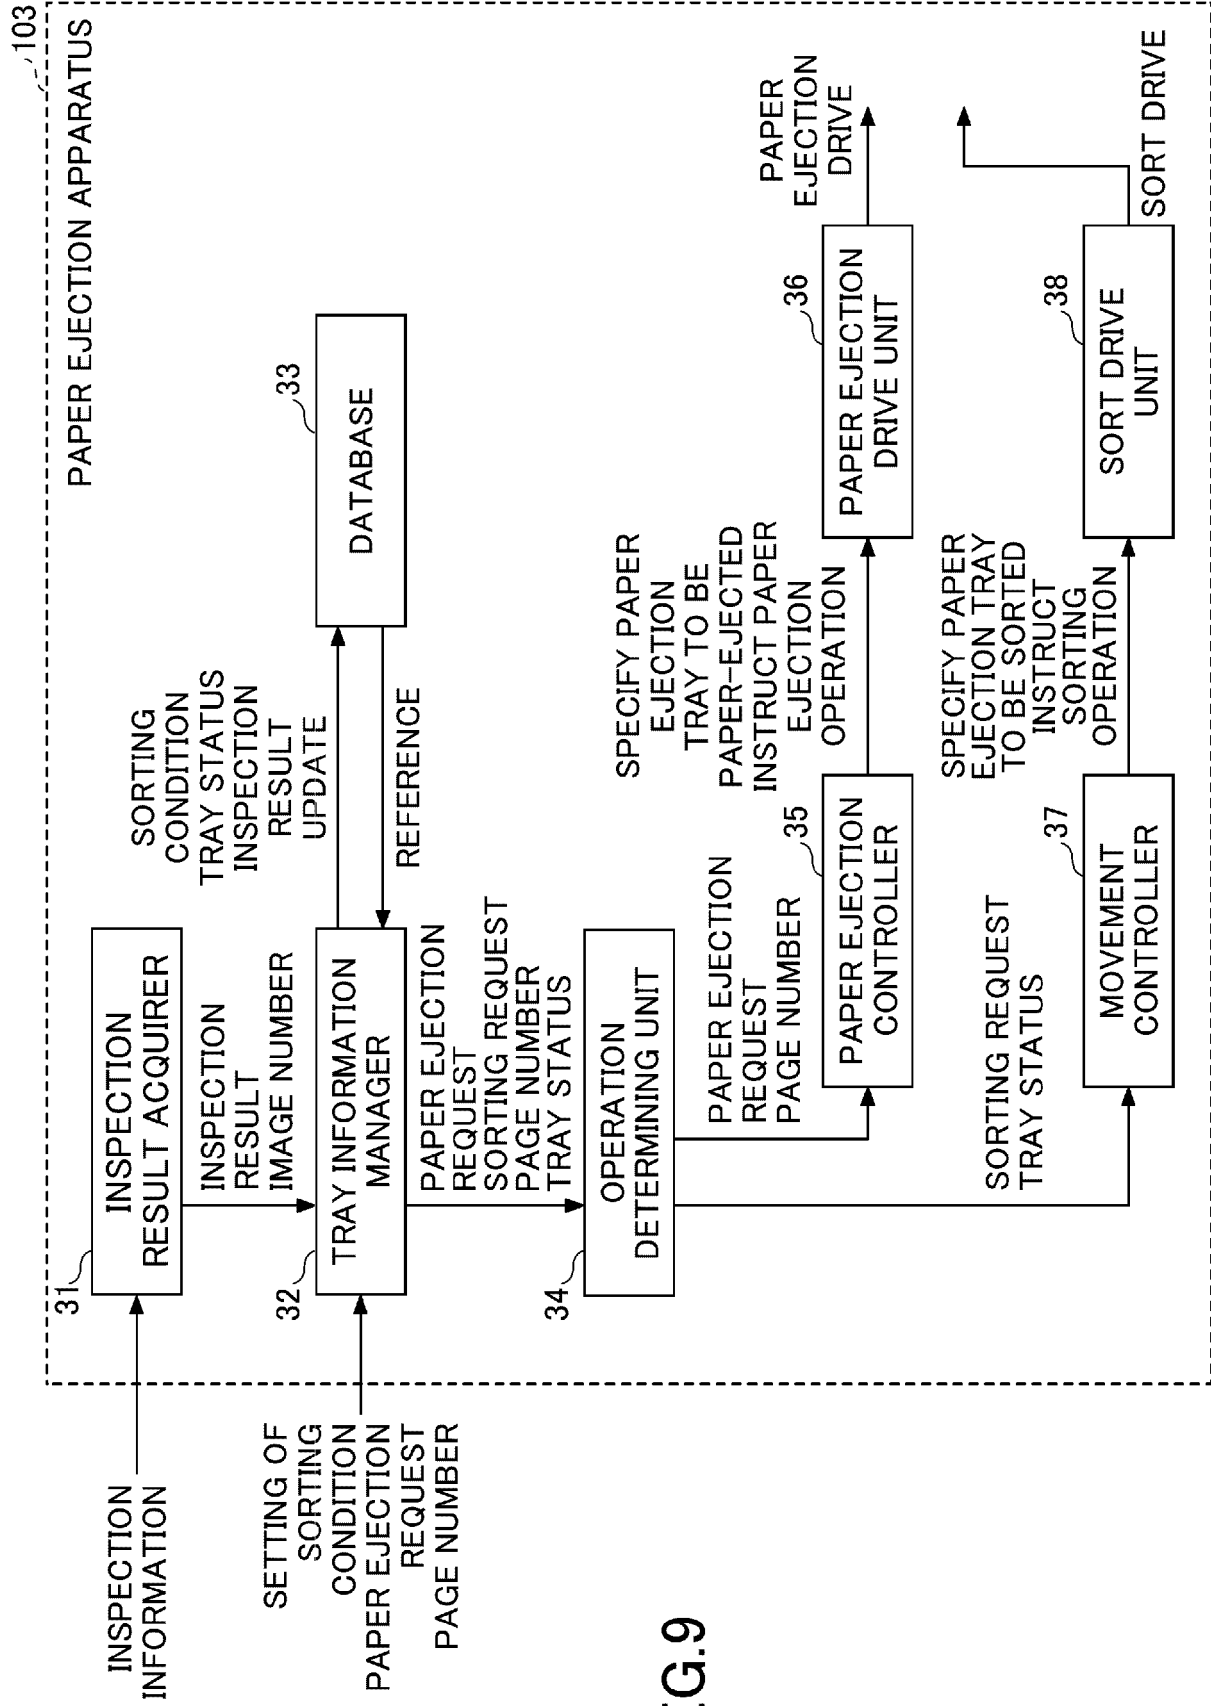 103
PAPER EJECTION APPARATUS
INSPECTION
INFORMATION
31
INSPECTION
RESULT ACQUIRER
INSPECTION
RESULT
IMAGE NUMBER
SETTING OF
SORTING
CONDITION
PAPER EJECTION
REQUEST
PAGE NUMBER
32
TRAY INFORMATION
MANAGER
SORTING
CONDITION
TRAY STATUS
INSPECTION
RESULT
UPDATE
REFERENCE
33
DATABASE
PAPER EJECTION
REQUEST
SORTING REQUEST
PAGE NUMBER
TRAY STATUS
34
OPERATION
DETERMINING UNIT
PAPER EJECTION
REQUEST
PAGE NUMBER
35
PAPER EJECTION
CONTROLLER
SPECIFY PAPER
EJECTION
TRAY TO BE
PAPER-EJECTED
INSTRUCT PAPER
EJECTION
OPERATION
36
PAPER EJECTION
DRIVE UNIT
PAPER
EJECTION
DRIVE
SORTING REQUEST
TRAY STATUS
37
MOVEMENT
CONTROLLER
SPECIFY PAPER
EJECTION TRAY
TO BE SORTED
INSTRUCT
SORTING
OPERATION
38
SORT DRIVE
UNIT
SORT DRIVE
G.9